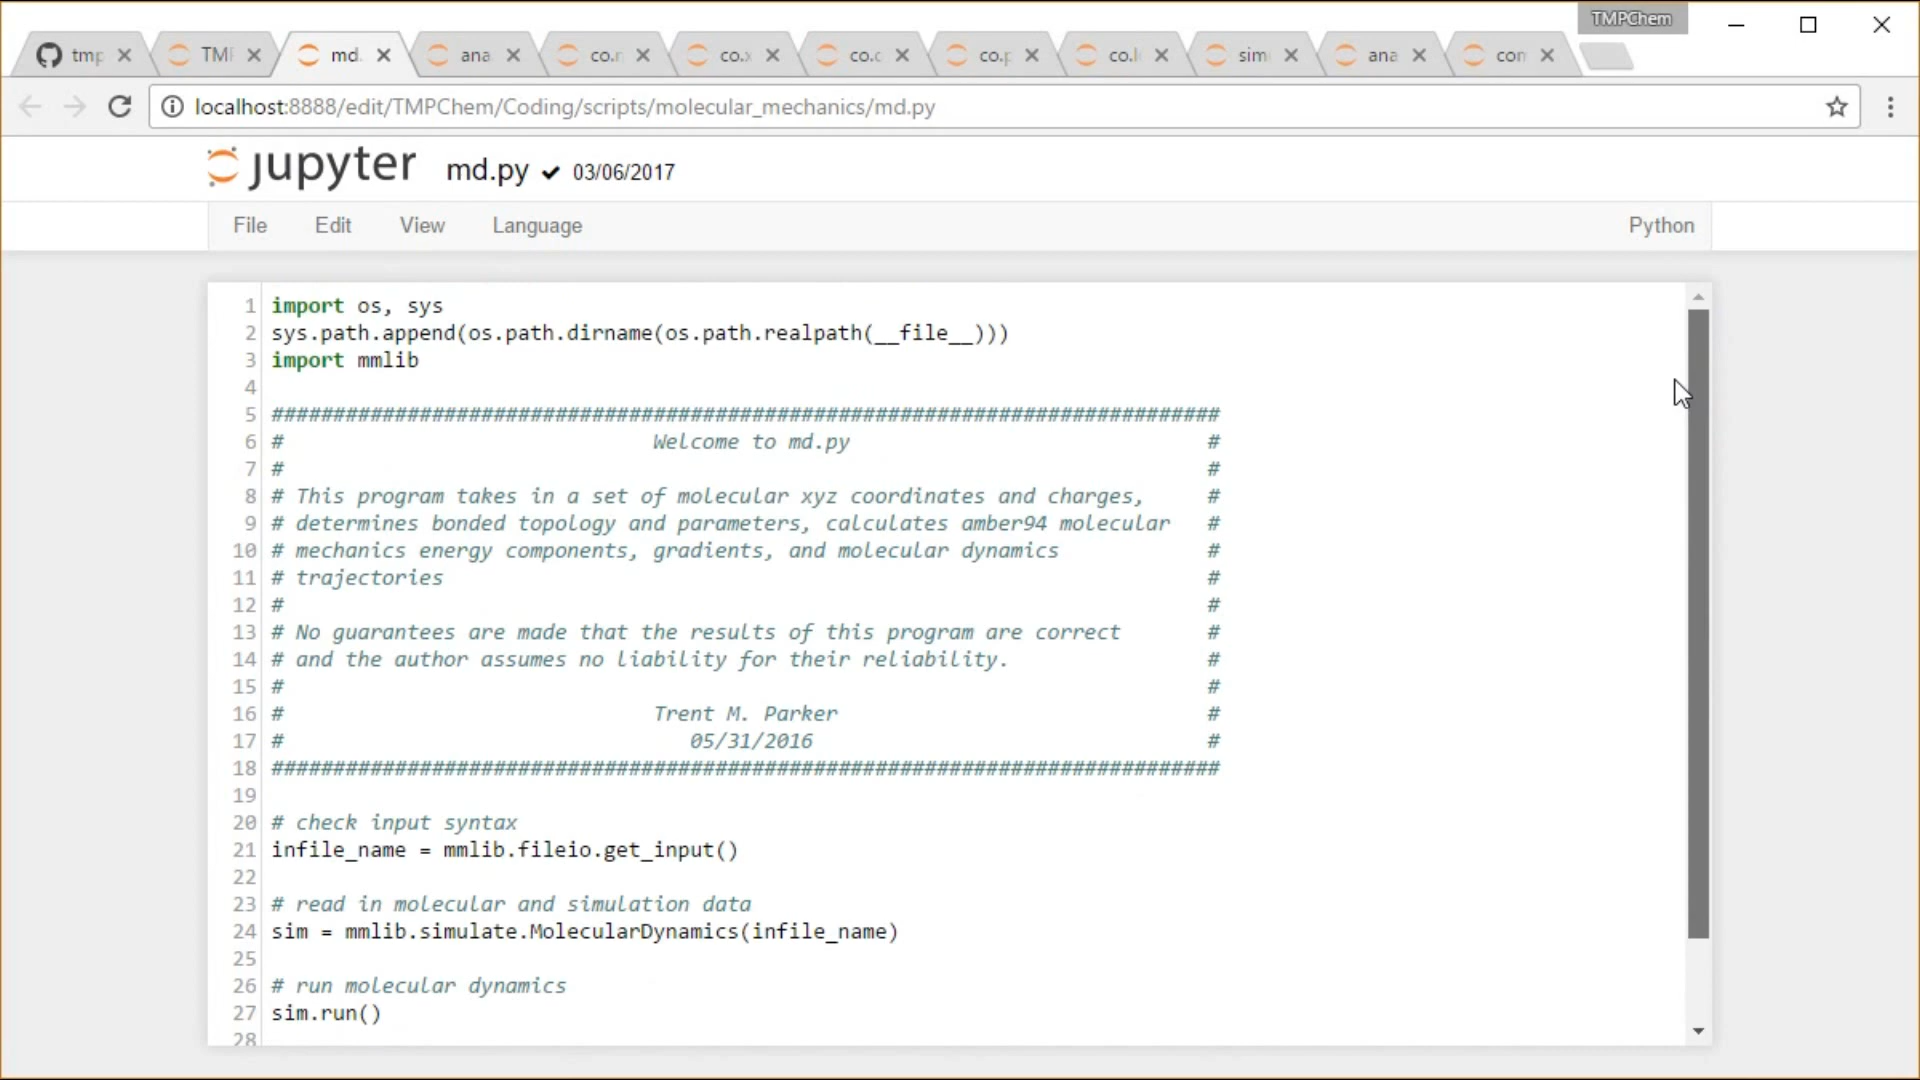 TMPChem
tmp
TMI
md.
ana
co.r
co.x
co.c
co.p
co.l
sim
ana
con
localhost:8888/edit/TMPChem/Coding/scripts/molecular_mechanics/md.py
jupyter md.py 03/06/2017
File Edit View Language Python
1 import os, sys
2 sys.path.append(os.path.dirname(os.path.realpath(__file__)))
3 import mmlib
4
5 #############################################################################
6 # Welcome to md.py #
7 # #
8 # This program takes in a set of molecular xyz coordinates and charges, #
9 # determines bonded topology and parameters, calculates amber94 molecular #
10 # mechanics energy components, gradients, and molecular dynamics #
11 # trajectories #
12 # #
13 # No guarantees are made that the results of this program are correct #
14 # and the author assumes no liability for their reliability. #
15 # #
16 # Trent M. Parker #
17 # 05/31/2016 #
18 #############################################################################
19
20 # check input syntax
21 infile_name = mmlib.fileio.get_input()
22
23 # read in molecular and simulation data
24 sim = mmlib.simulate.MolecularDynamics(infile_name)
25
26 # run molecular dynamics
27 sim.run()
28